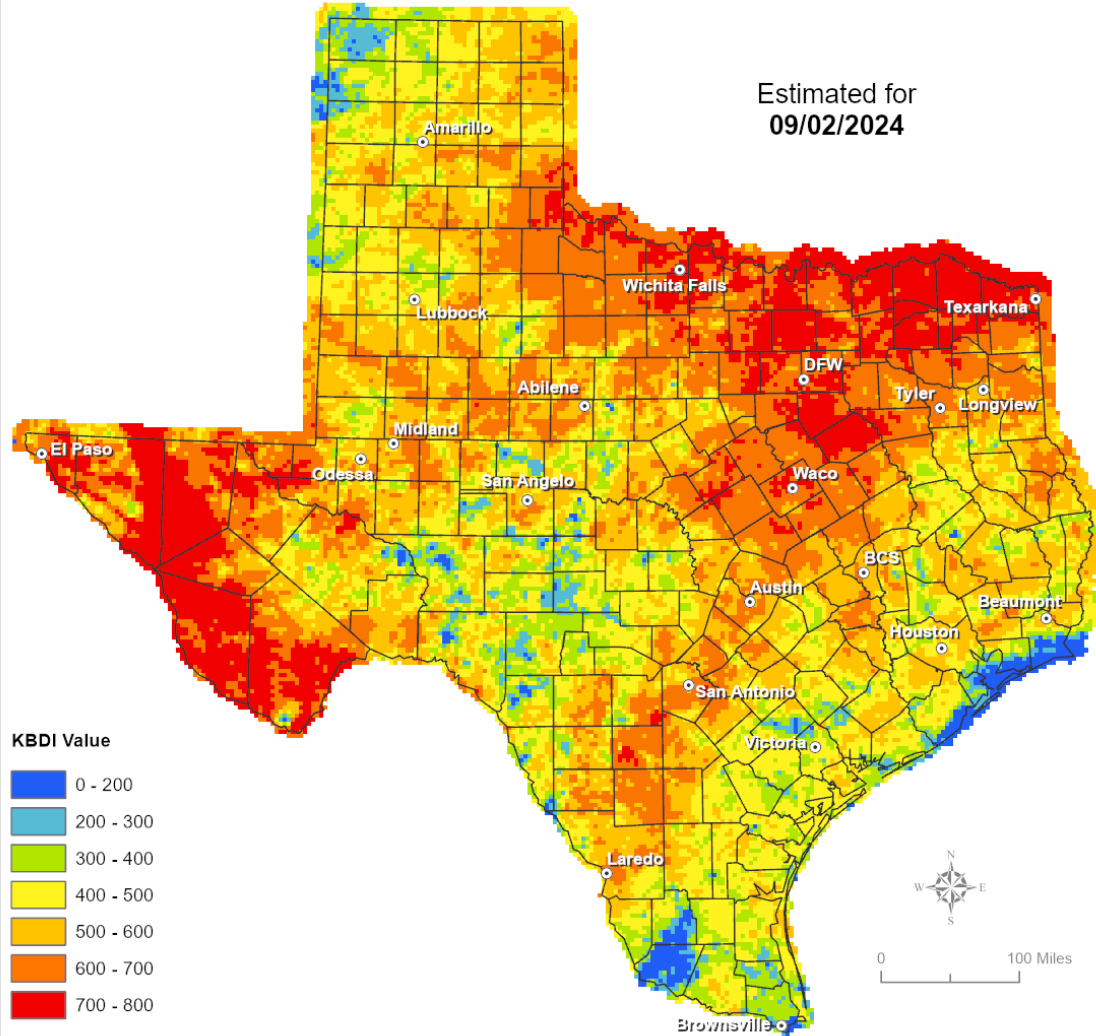 Estimated for
09/02/2024
Amarillo
Wichita Falls
Texarkana
Lubbock
DFW
Abilene
Tyler
Longview
Midland
El Paso
Odessa
San Angelo
Waco
BCS
Austin
Beaumont
Houston
San Antonio
Victoria
Laredo
Brownsville
KBDI Value
0 - 200
200 - 300
300 - 400
400 - 500
500 - 600
600 - 700
700 - 800
N
W E
S
0 100 Miles